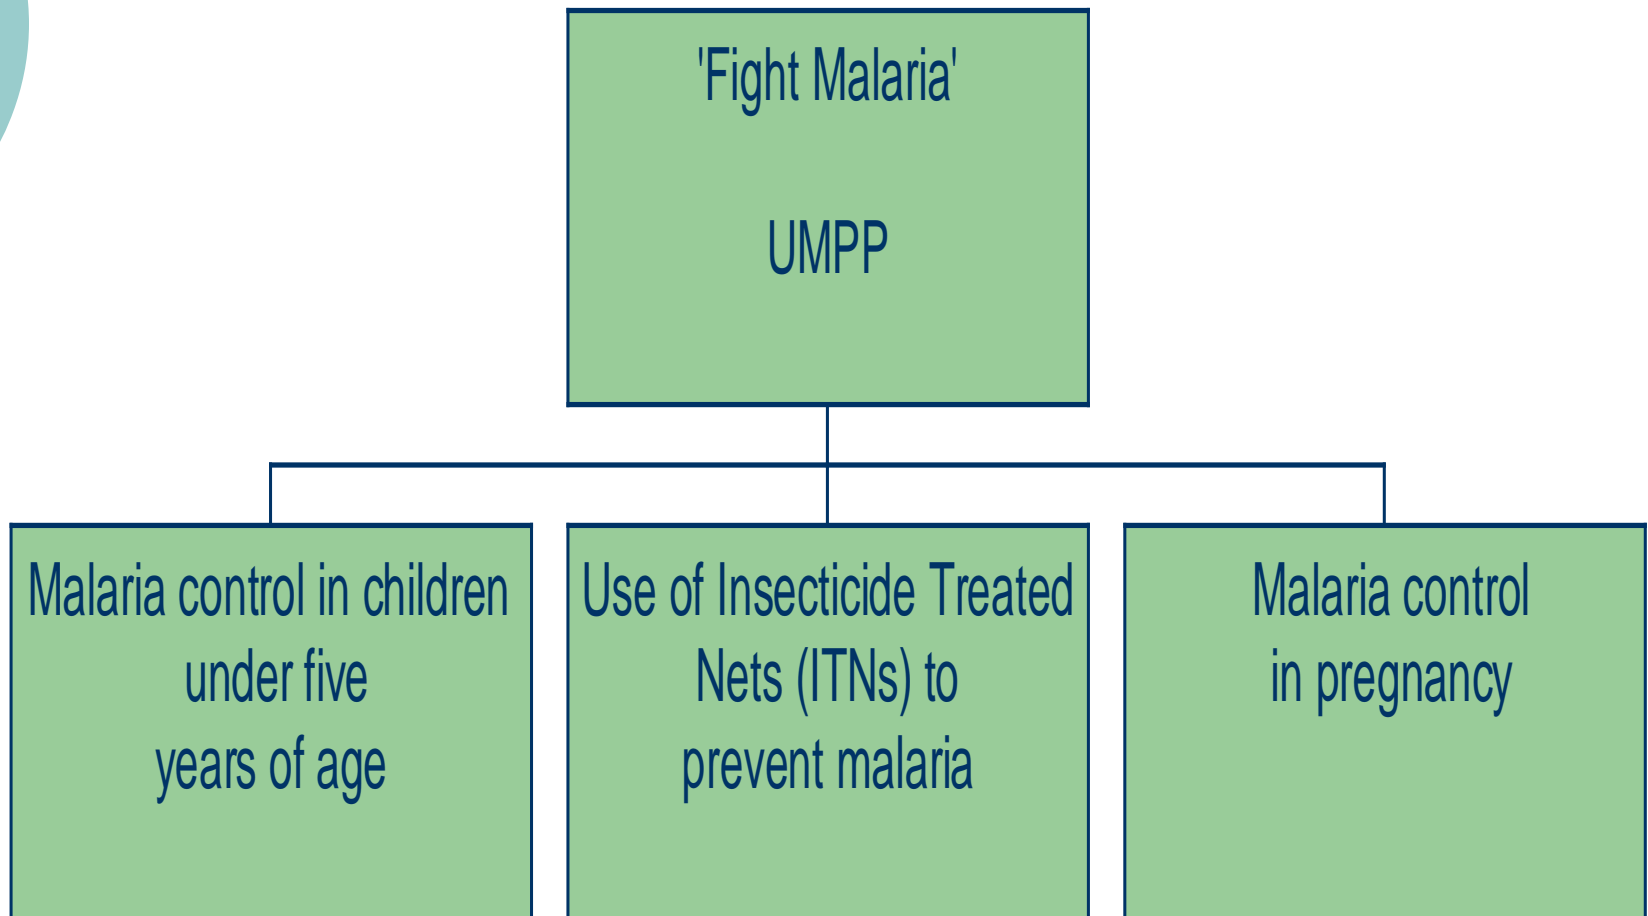 'Fight Malaria'
UMPP
Malaria control in children
under five
years of age
Use of Insecticide Treated
Nets (ITNs) to
prevent malaria
Malaria control
in pregnancy